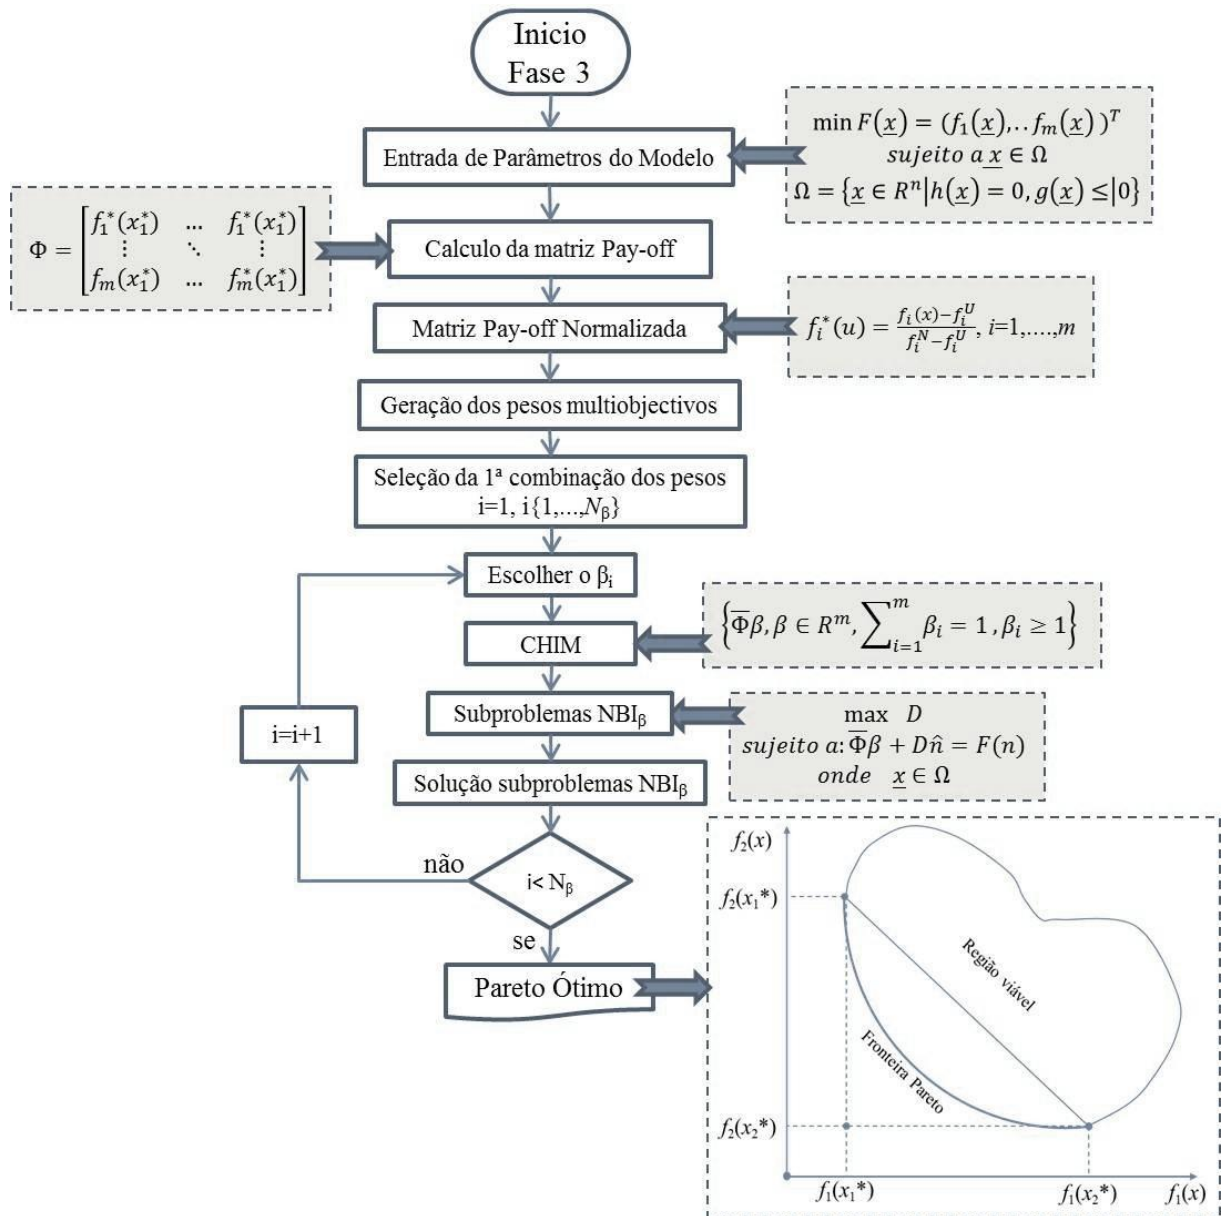 Inicio
Fase 3
min F(x) = (f₁(x), . . fₘ(x) )ᵀ
sujeito a x ∈ Ω
Ω = {x ∈ Rⁿ|h(x) = 0, g(x) ≤|0}
Entrada de Parâmetros do Modelo
Φ = [f₁*(x₁*) … f₁*(x₁*)
⋮ ⋱ ⋮
fₘ(x₁*) … fₘ*(x₁*)]
Calculo da matriz Pay-off
Matriz Pay-off Normalizada
fᵢ*(u) = (fᵢ(x)−fᵢᵁ)/(fᵢᴺ−fᵢᵁ), i=1,....,m
Geração dos pesos multiobjectivos
Seleção da 1ª combinação dos pesos
i=1, i{1,...,Nᵦ}
Escolher o βᵢ
CHIM
{Φ̅β, β ∈ Rᵐ, ∑ᵢ₌₁ᵐ βᵢ = 1 , βᵢ ≥ 1}
Subproblemas NBIᵦ
max D
sujeito a: Φ̅β + Dn̂ = F(n)
onde x ∈ Ω
i=i+1
Solução subproblemas NBIᵦ
não
i< Nᵦ
se
Pareto Ótimo
f₂(x)
f₂(x₁*)
Região viável
Fronteira Pareto
f₂(x₂*)
f₁(x₁*) f₁(x₂*) f₁(x)